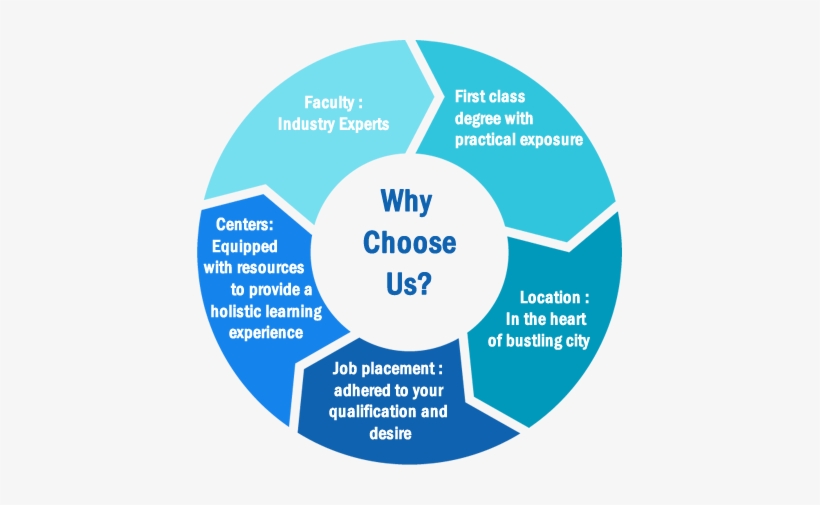 Why
Choose
Us?
First class
degree with
practical exposure
Location :
In the heart
of bustling city
Job placement :
adhered to your
qualification and
desire
Centers:
Equipped
with resources
to provide a
holistic learning
experience
Faculty :
Industry Experts